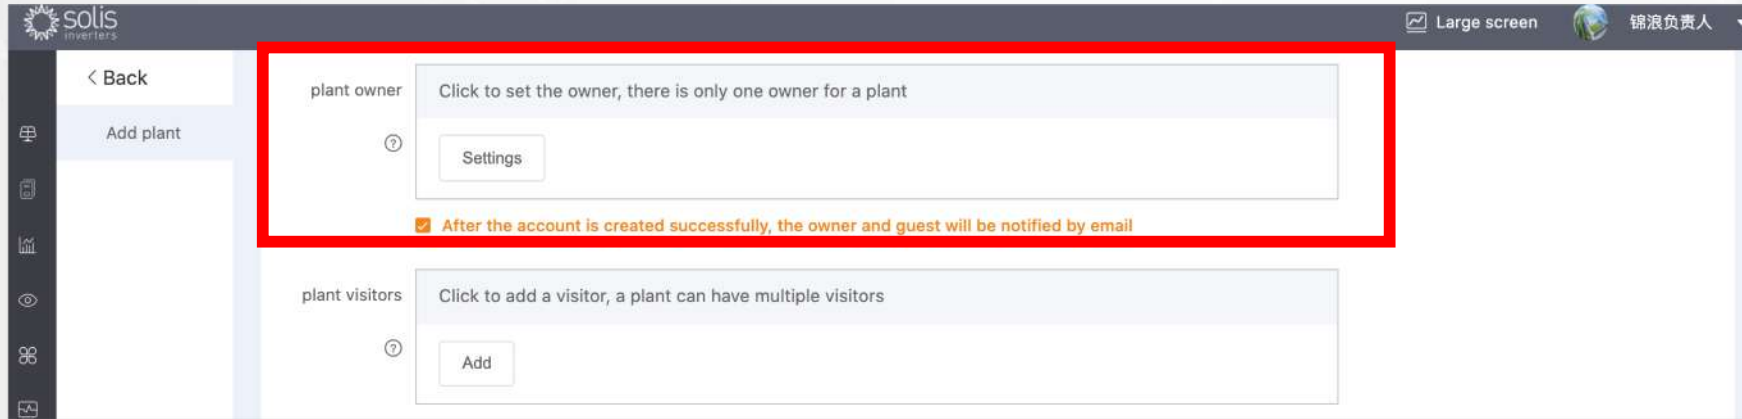 solis
inverters
Large screen
锦浪负责人
< Back
Add plant
plant owner
Click to set the owner, there is only one owner for a plant
Settings
After the account is created successfully, the owner and guest will be notified by email
plant visitors
Click to add a visitor, a plant can have multiple visitors
Add